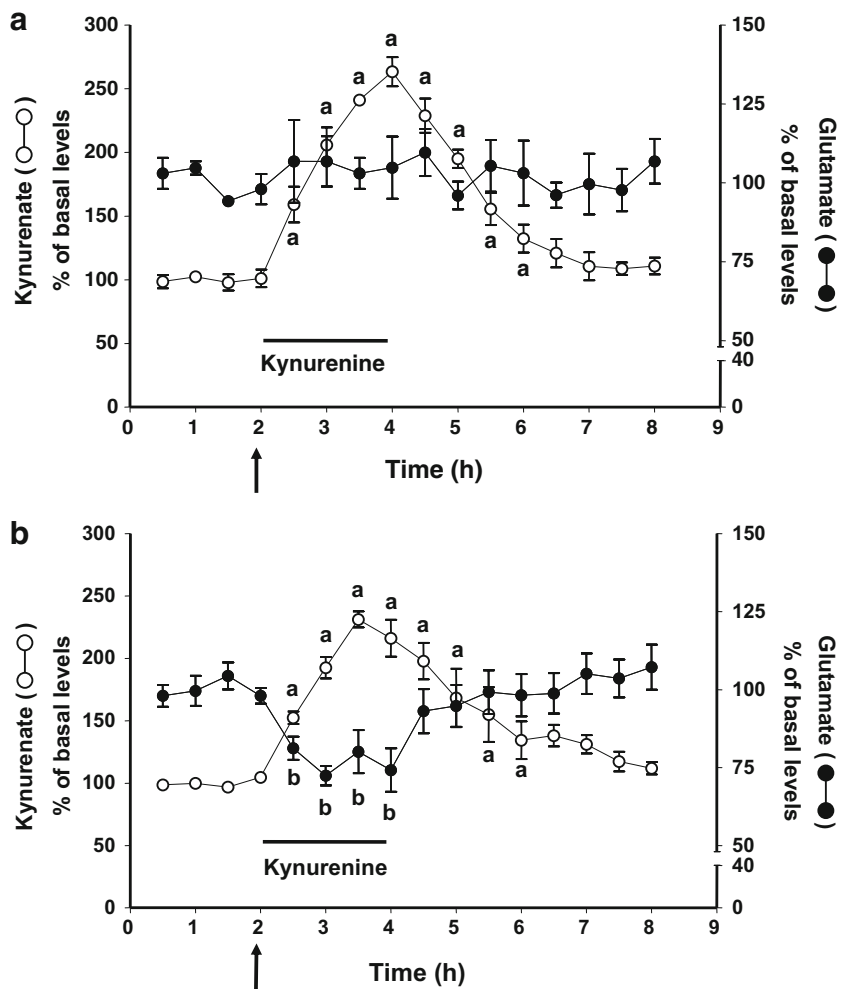 a
Kynurenate ( )
% of basal levels
300
250
200
150
100
50
0
150
125
100
75
50
40
0
Glutamate ( )
% of basal levels
a
a
a
a
a
a
a
a
Kynurenine
0 1 2 3 4 5 6 7 8 9
Time (h)
b
Kynurenate ( )
% of basal levels
300
250
200
150
100
50
0
150
125
100
75
50
40
0
Glutamate ( )
% of basal levels
a
a
a
a
a
a
a
a
b
b
b
b
Kynurenine
0 1 2 3 4 5 6 7 8 9
Time (h)